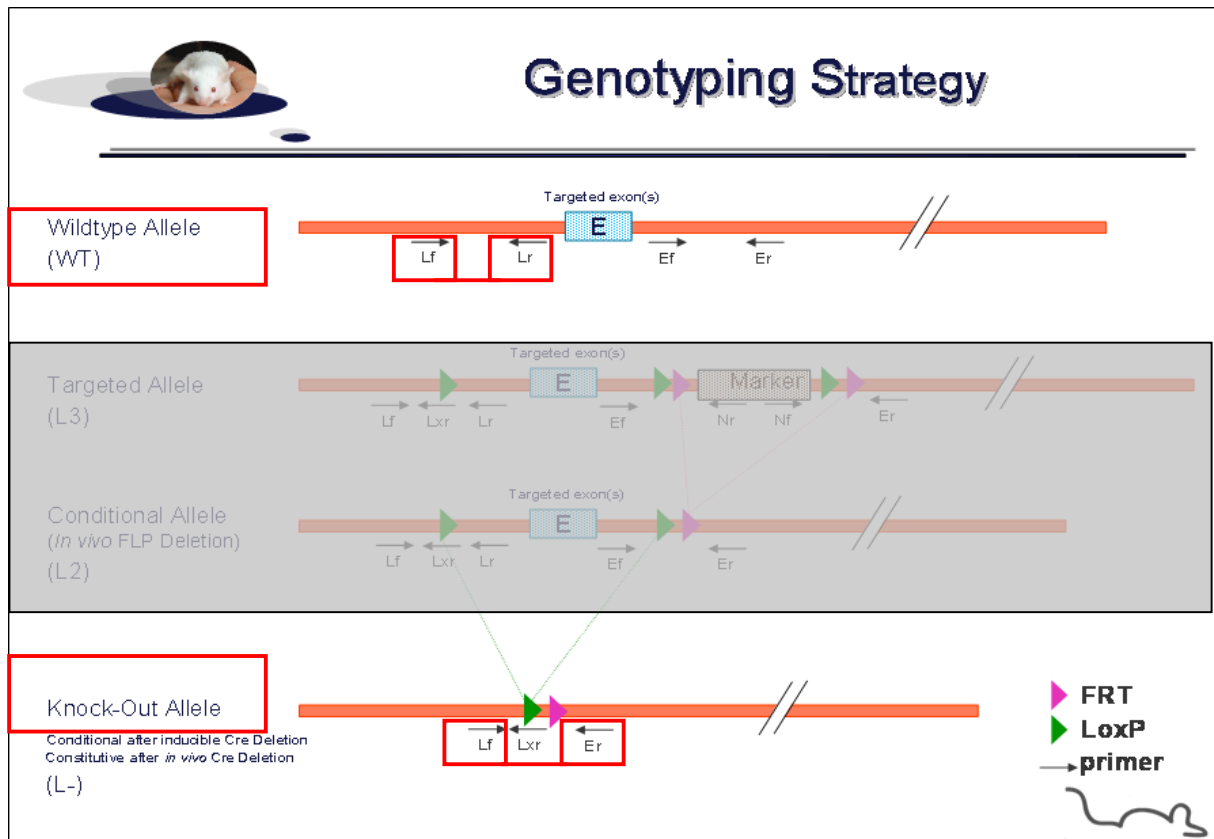 Genotyping Strategy
Targeted exon(s)
Wildtype Allele
(WT)
E
Lf Lr Ef Er
Targeted exon(s)
Targeted Allele
(L3)
E Marker
Lf Lxr Lr Ef Nr Nf Er
Targeted exon(s)
Conditional Allele
(In vivo FLP Deletion)
(L2)
E
Lf Lxr Lr Ef Er
Knock-Out Allele
Conditional after inducible Cre Deletion
Constitutive after in vivo Cre Deletion
(L-)
Lf Lxr Er
FRT
LoxP
primer